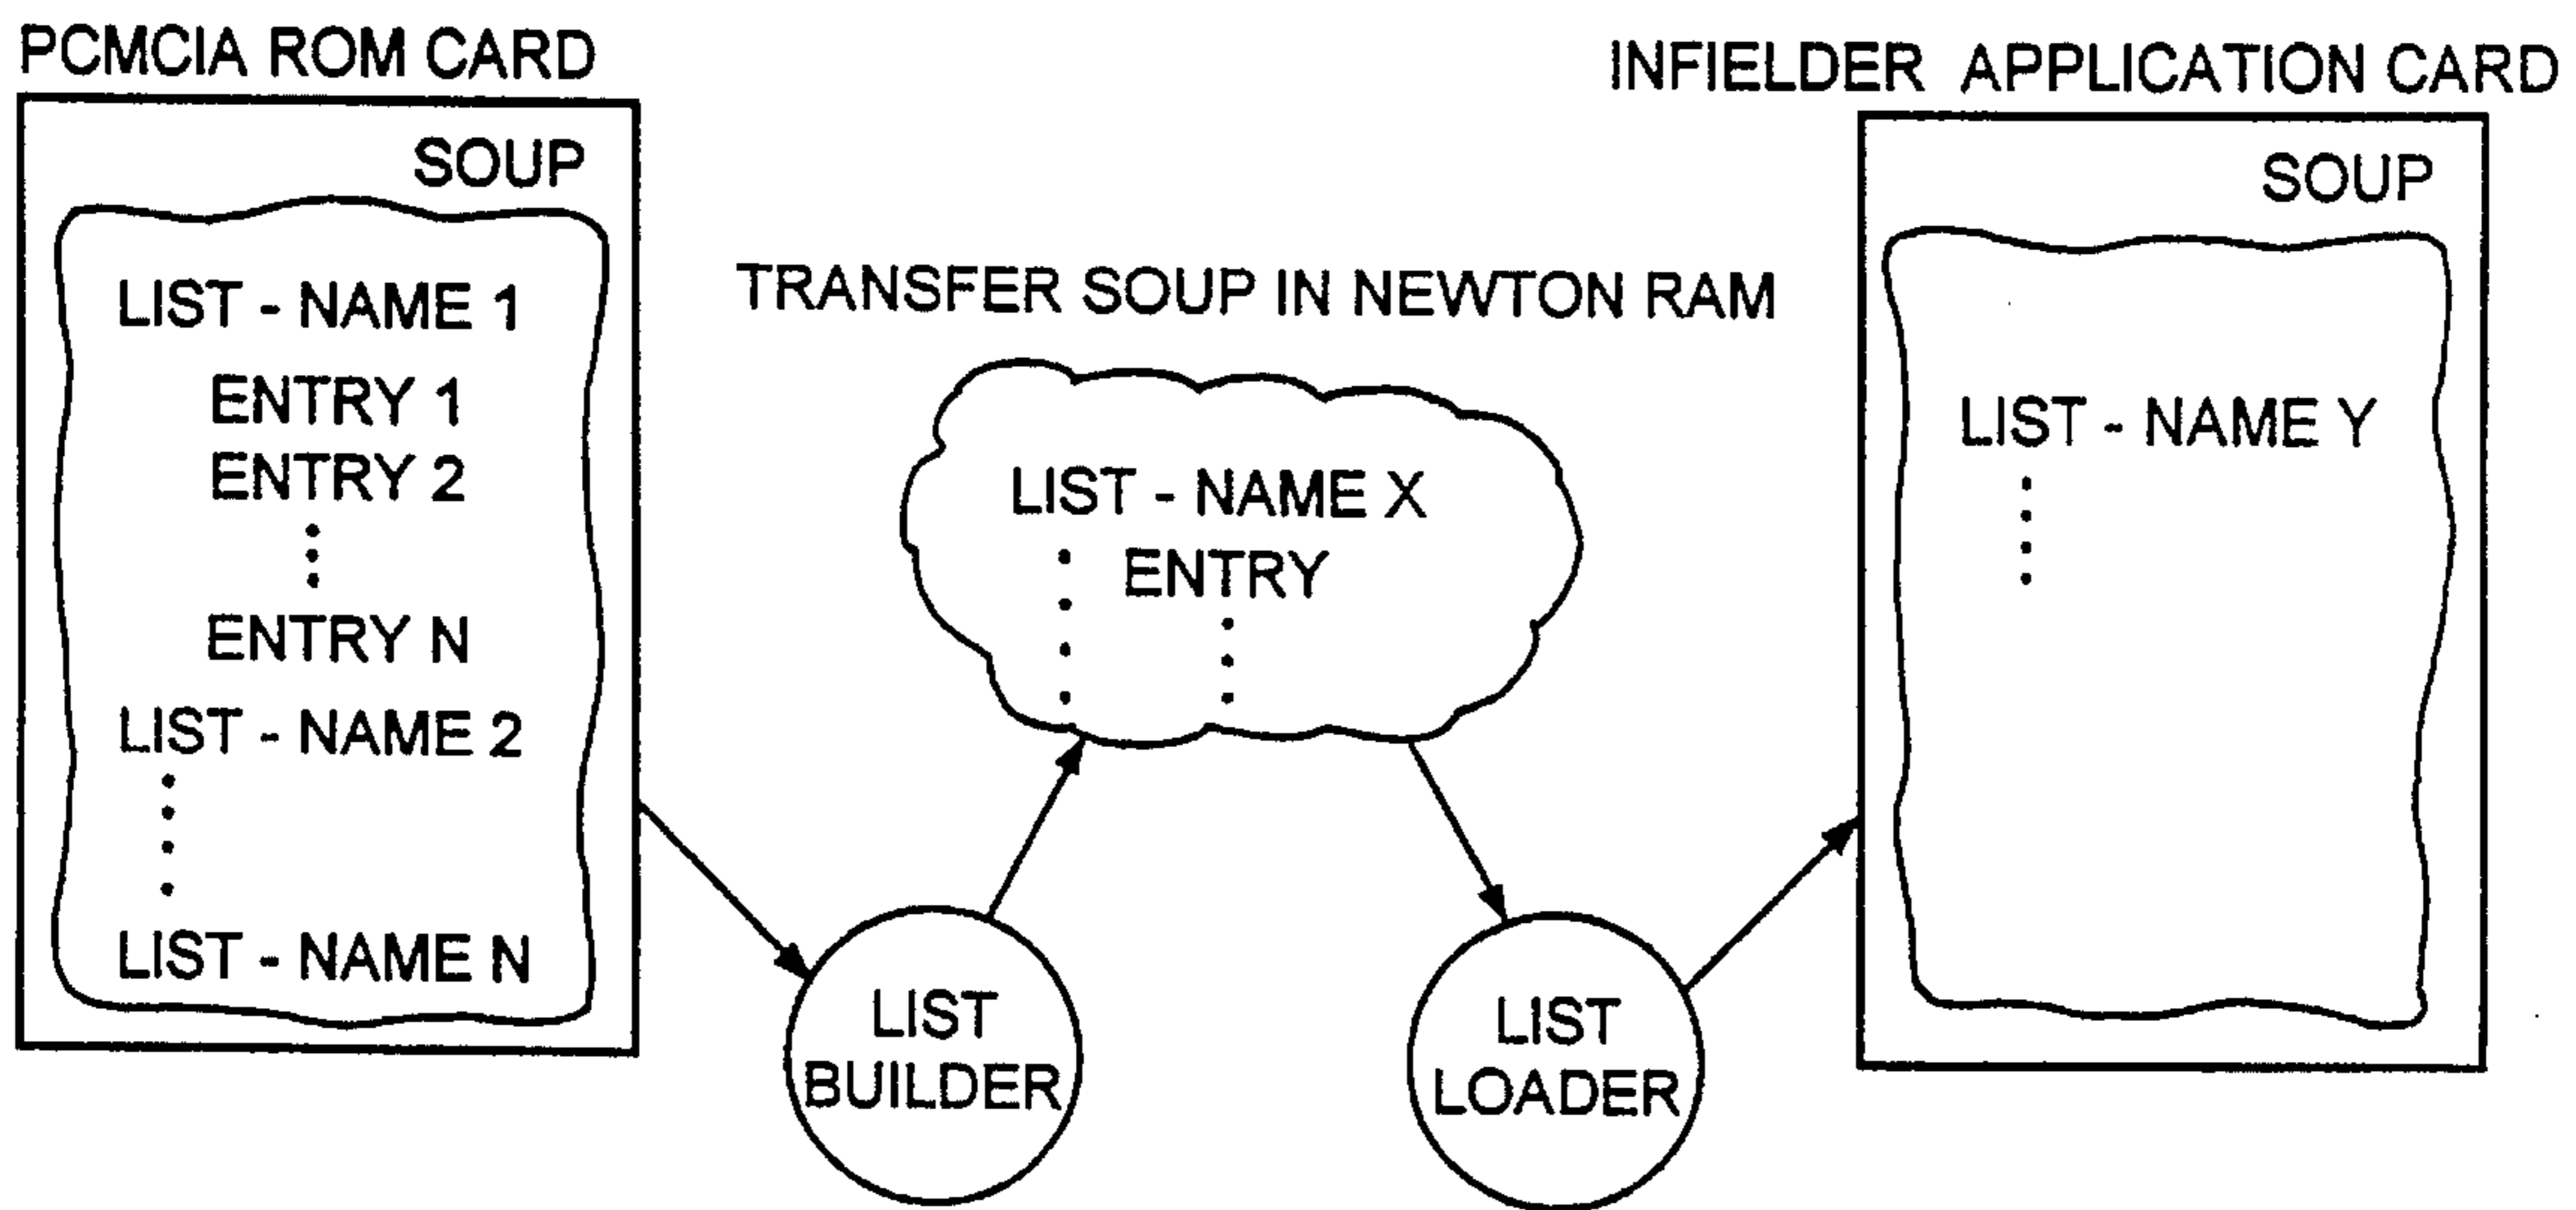 PCMCIA ROM CARD
SOUP
LIST - NAME 1
ENTRY 1
ENTRY 2
ENTRY N
LIST - NAME 2
LIST - NAME N
TRANSFER SOUP IN NEWTON RAM
LIST - NAME X
ENTRY
LIST
BUILDER
LIST
LOADER
INFIELDER APPLICATION CARD
SOUP
LIST - NAME Y